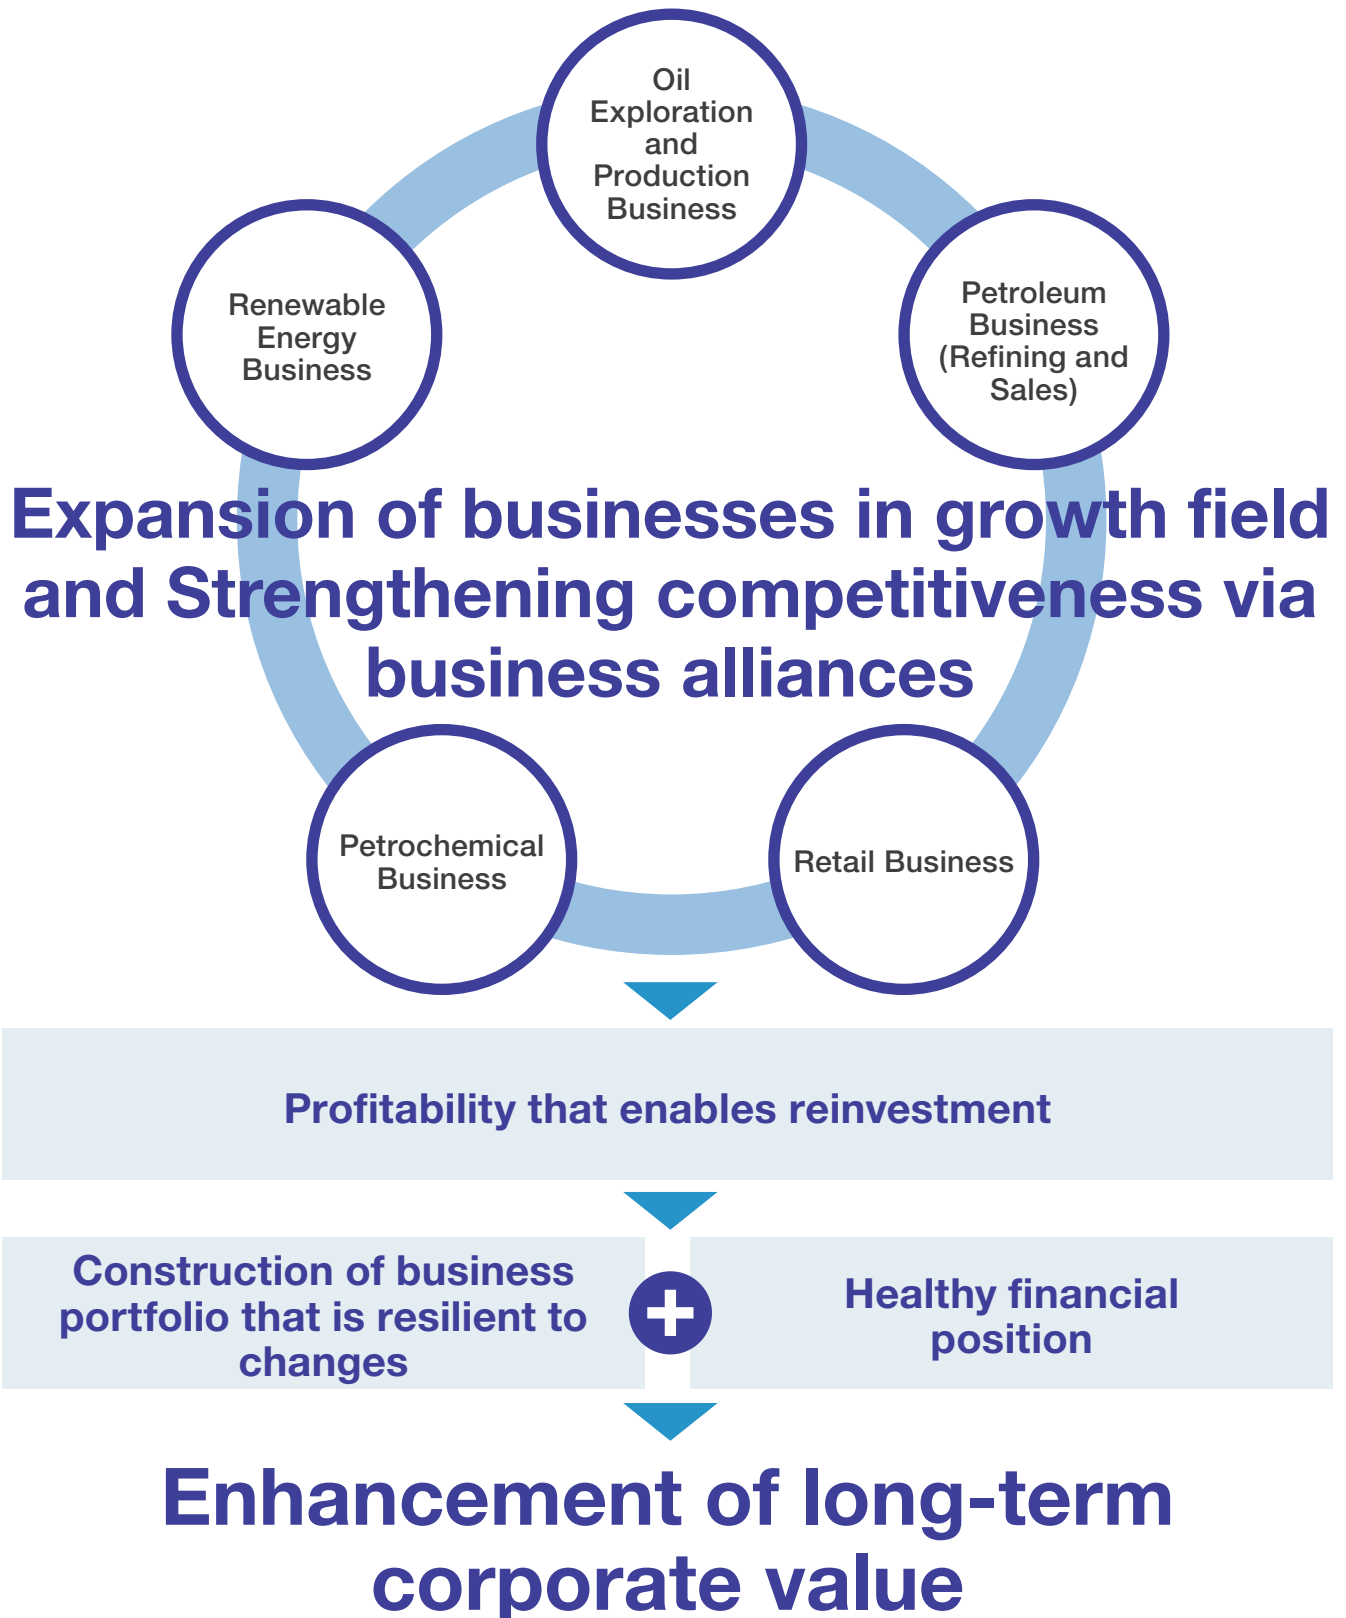 Oil
Exploration
and
Production
Business
Renewable
Energy
Business
Petroleum
Business
(Refining and
Sales)
Expansion of businesses in growth field
and Strengthening competitiveness via
business alliances
Petrochemical
Business
Retail Business
Profitability that enables reinvestment
Construction of business
portfolio that is resilient to
changes
+
Healthy financial
position
Enhancement of long-term
corporate value